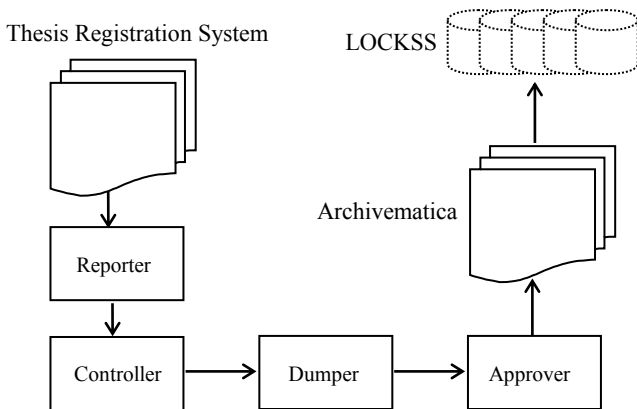 Thesis Registration System
LOCKSS
Archivematica
Reporter
Controller
Dumper
Approver